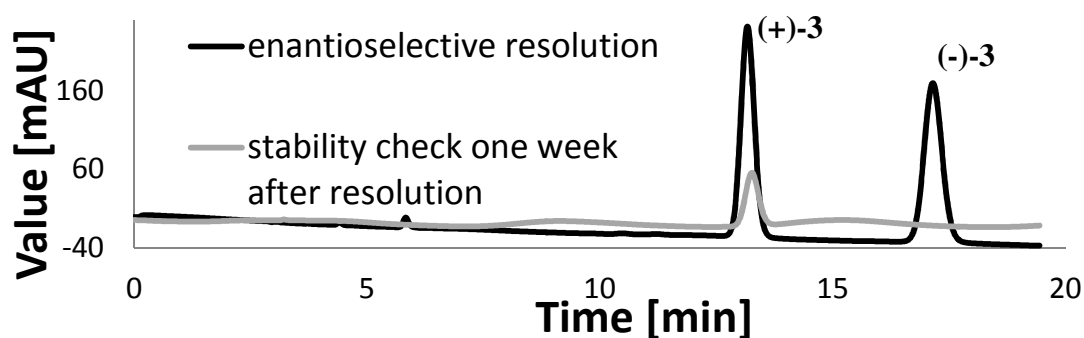 enantioselective resolution
(+)-3
(-)-3
stability check one week
after resolution
Value [mAU]
160
60
-40
0
5
10
15
20
Time [min]